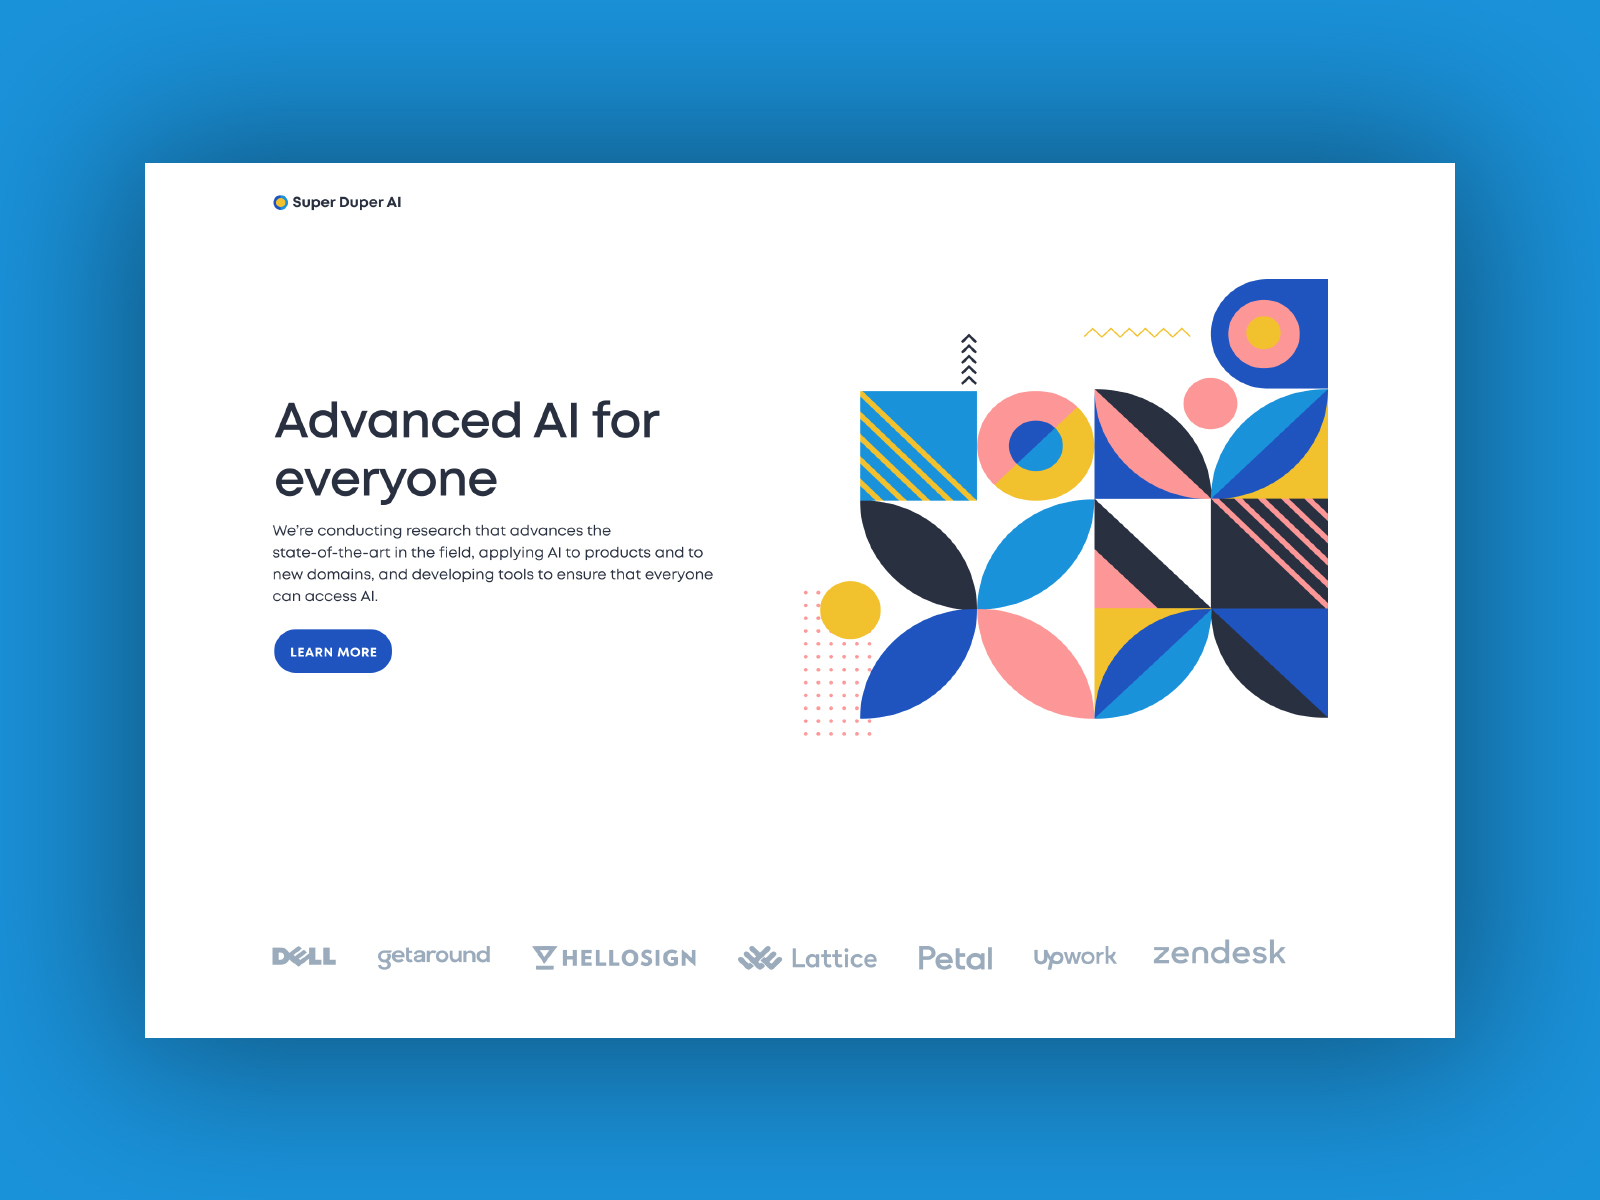 Super Duper AI
Advanced AI for
everyone
We’re conducting research that advances the
state-of-the-art in the field, applying AI to products and to
new domains, and developing tools to ensure that everyone
can access AI.
LEARN MORE
DELL getaround HELLOSIGN Lattice Petal upwork zendesk